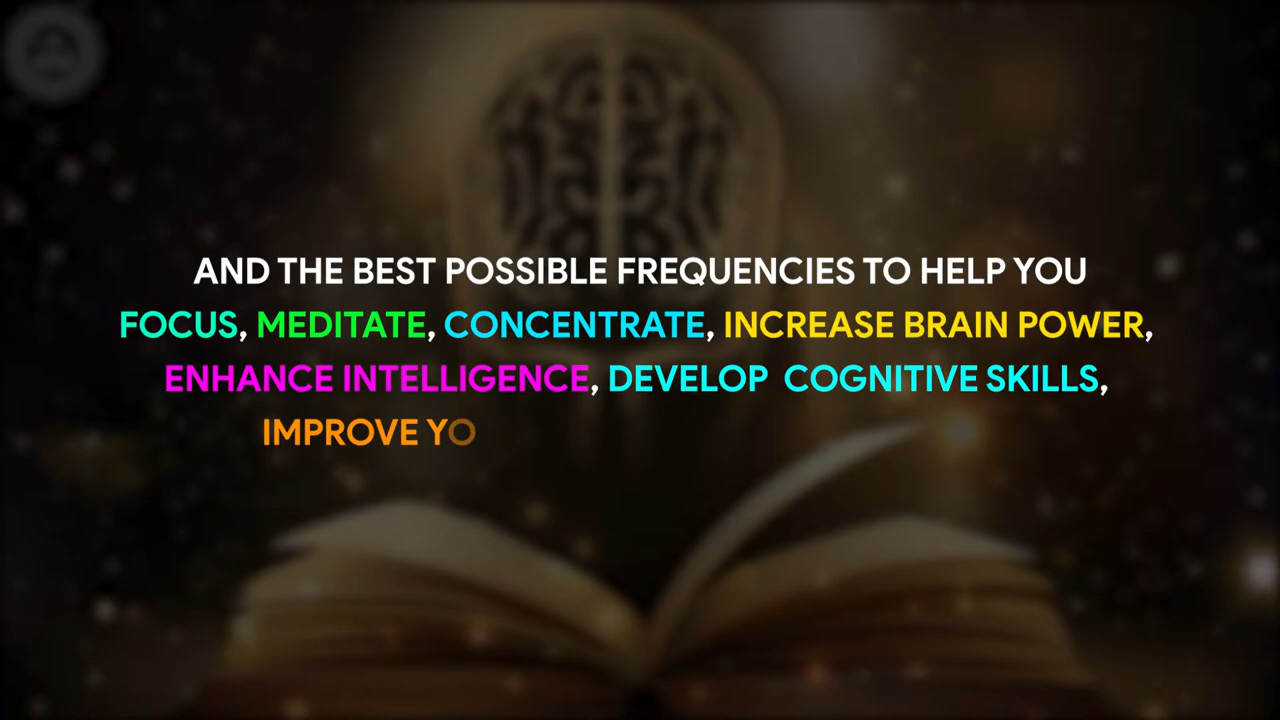 AND THE BEST POSSIBLE FREQUENCIES TO HELP YOU
FOCUS, MEDITATE, CONCENTRATE, INCREASE BRAIN POWER,
ENHANCE INTELLIGENCE, DEVELOP COGNITIVE SKILLS,
IMPROVE YO